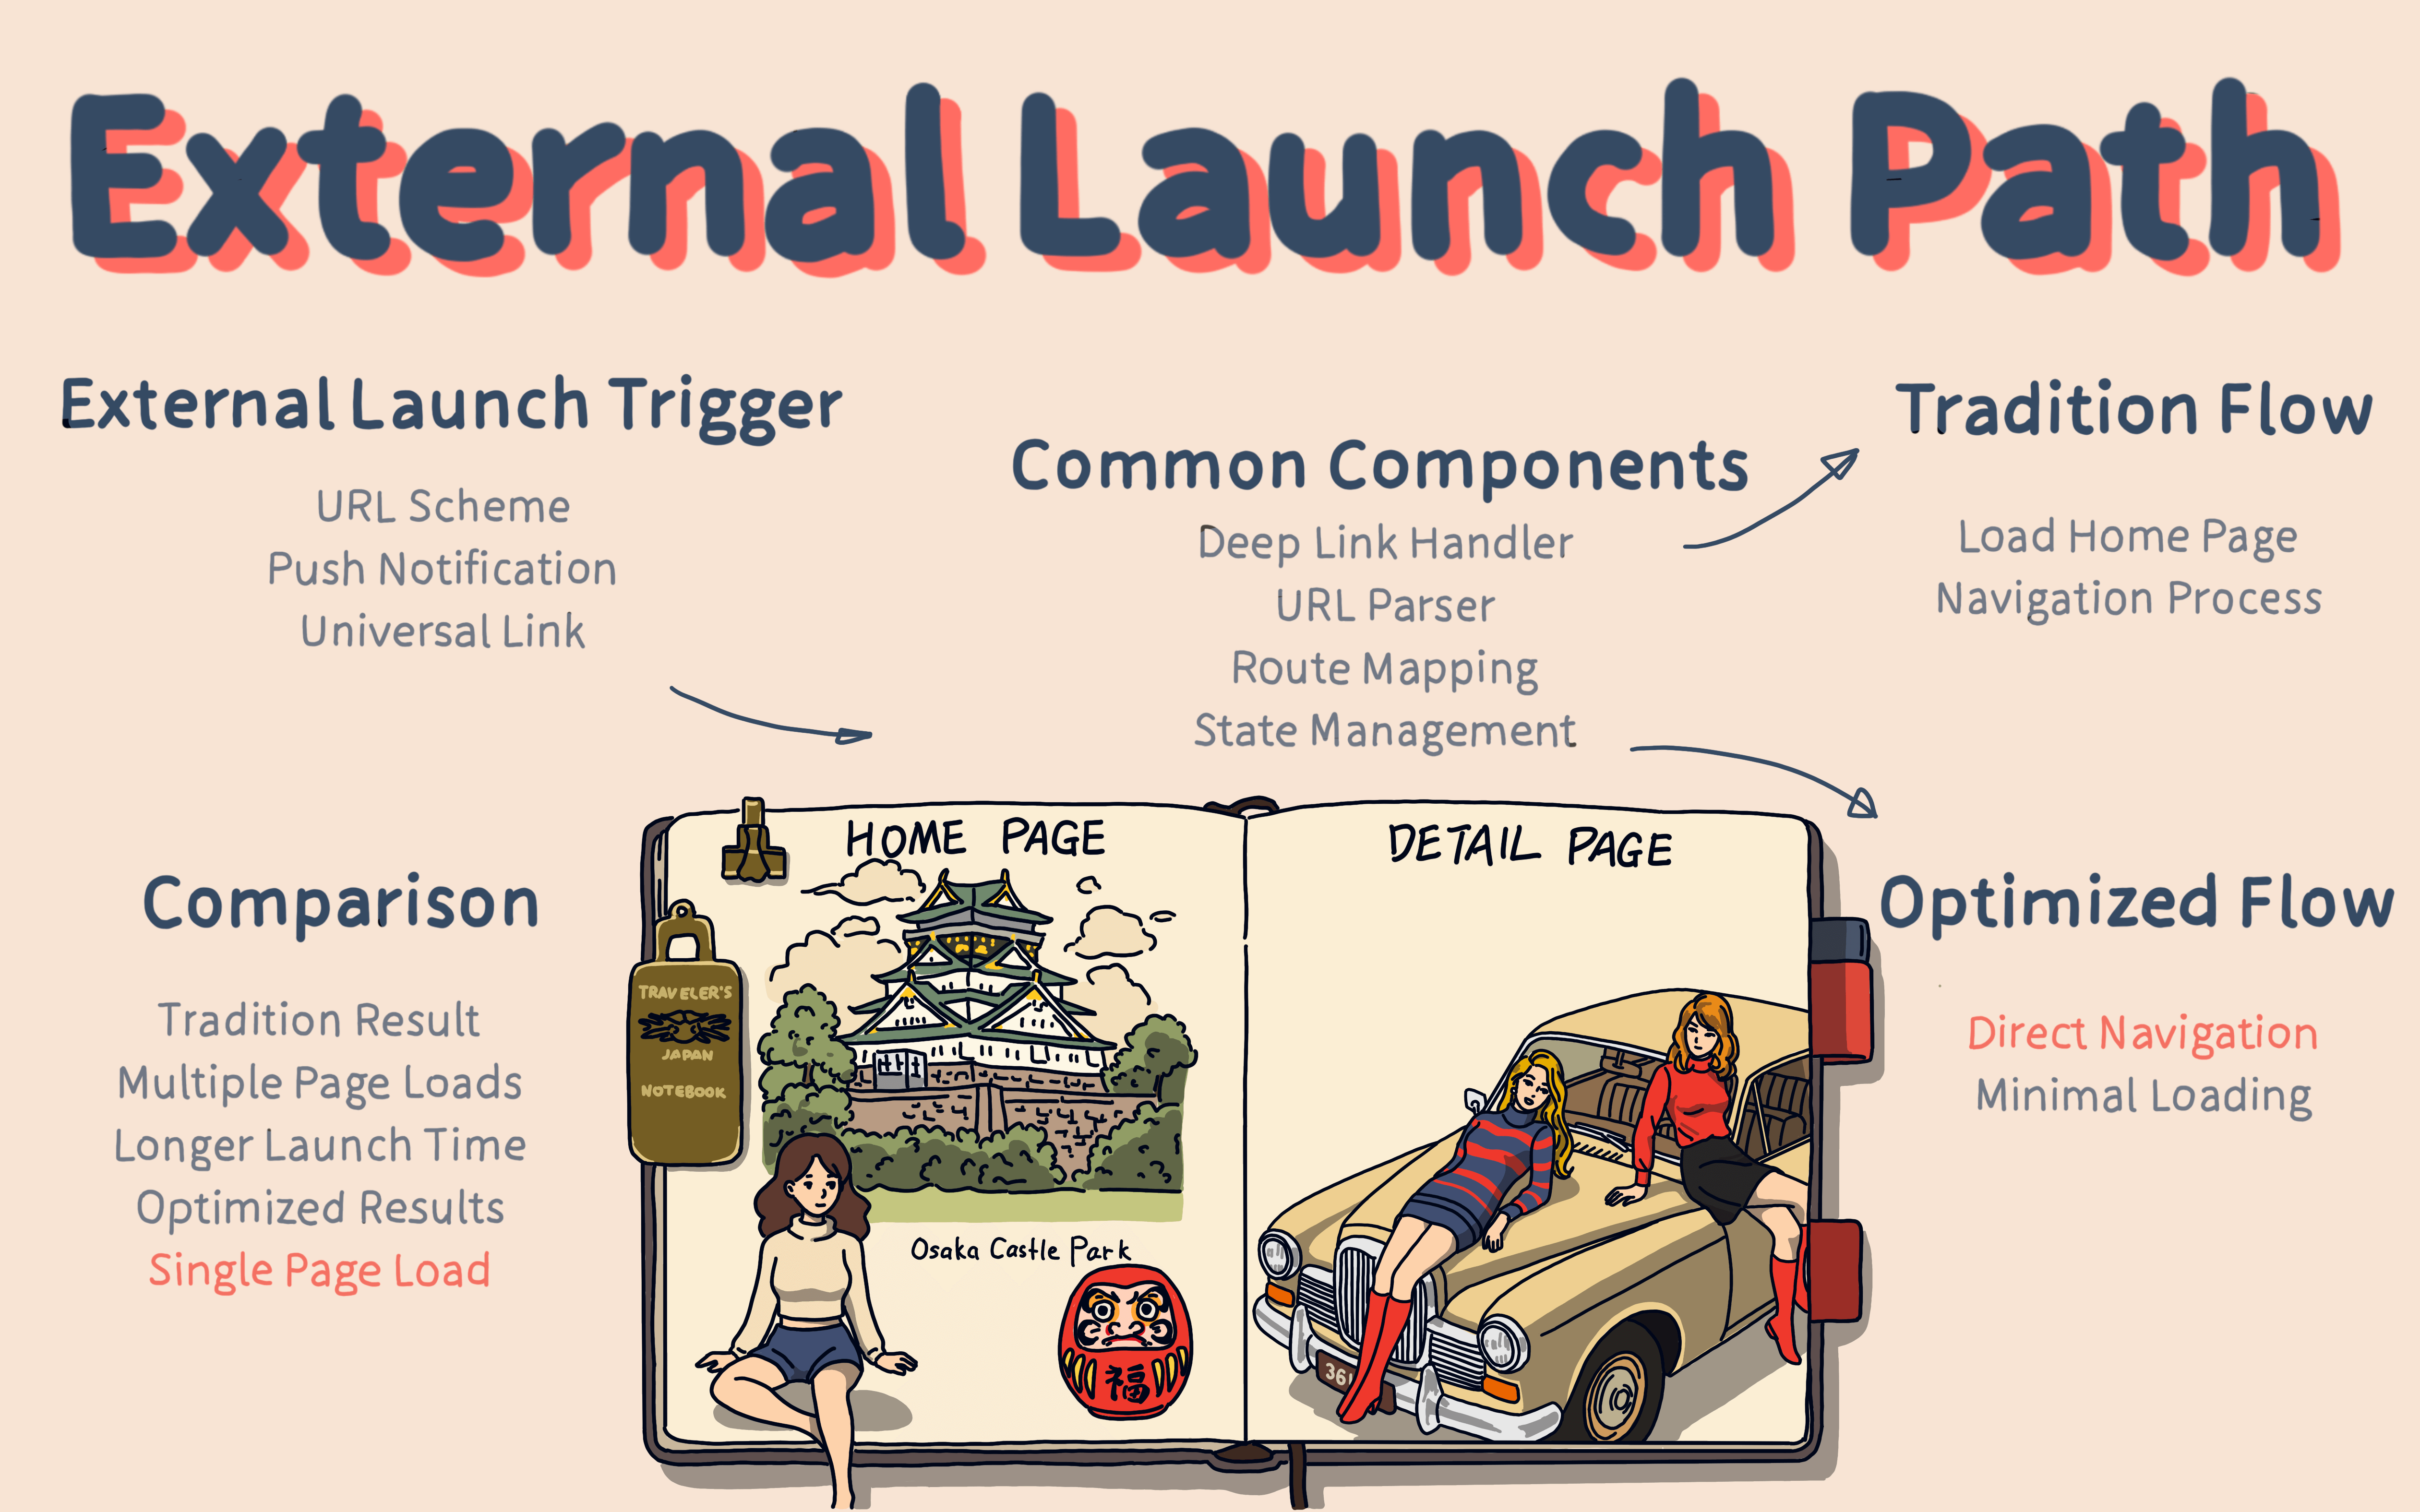 External Launch Path
External Launch Trigger
URL Scheme
Push Notification
Universal Link
Common Components
Deep Link Handler
URL Parser
Route Mapping
State Management
Tradition Flow
Load Home Page
Navigation Process
Comparison
Tradition Result
Multiple Page Loads
Longer Launch Time
Optimized Results
Single Page Load
HOME PAGE
TRAVELER'S
JAPAN
NOTEBOOK
Osaka Castle Park
福
DETAIL PAGE
361
Optimized Flow
Direct Navigation
Minimal Loading